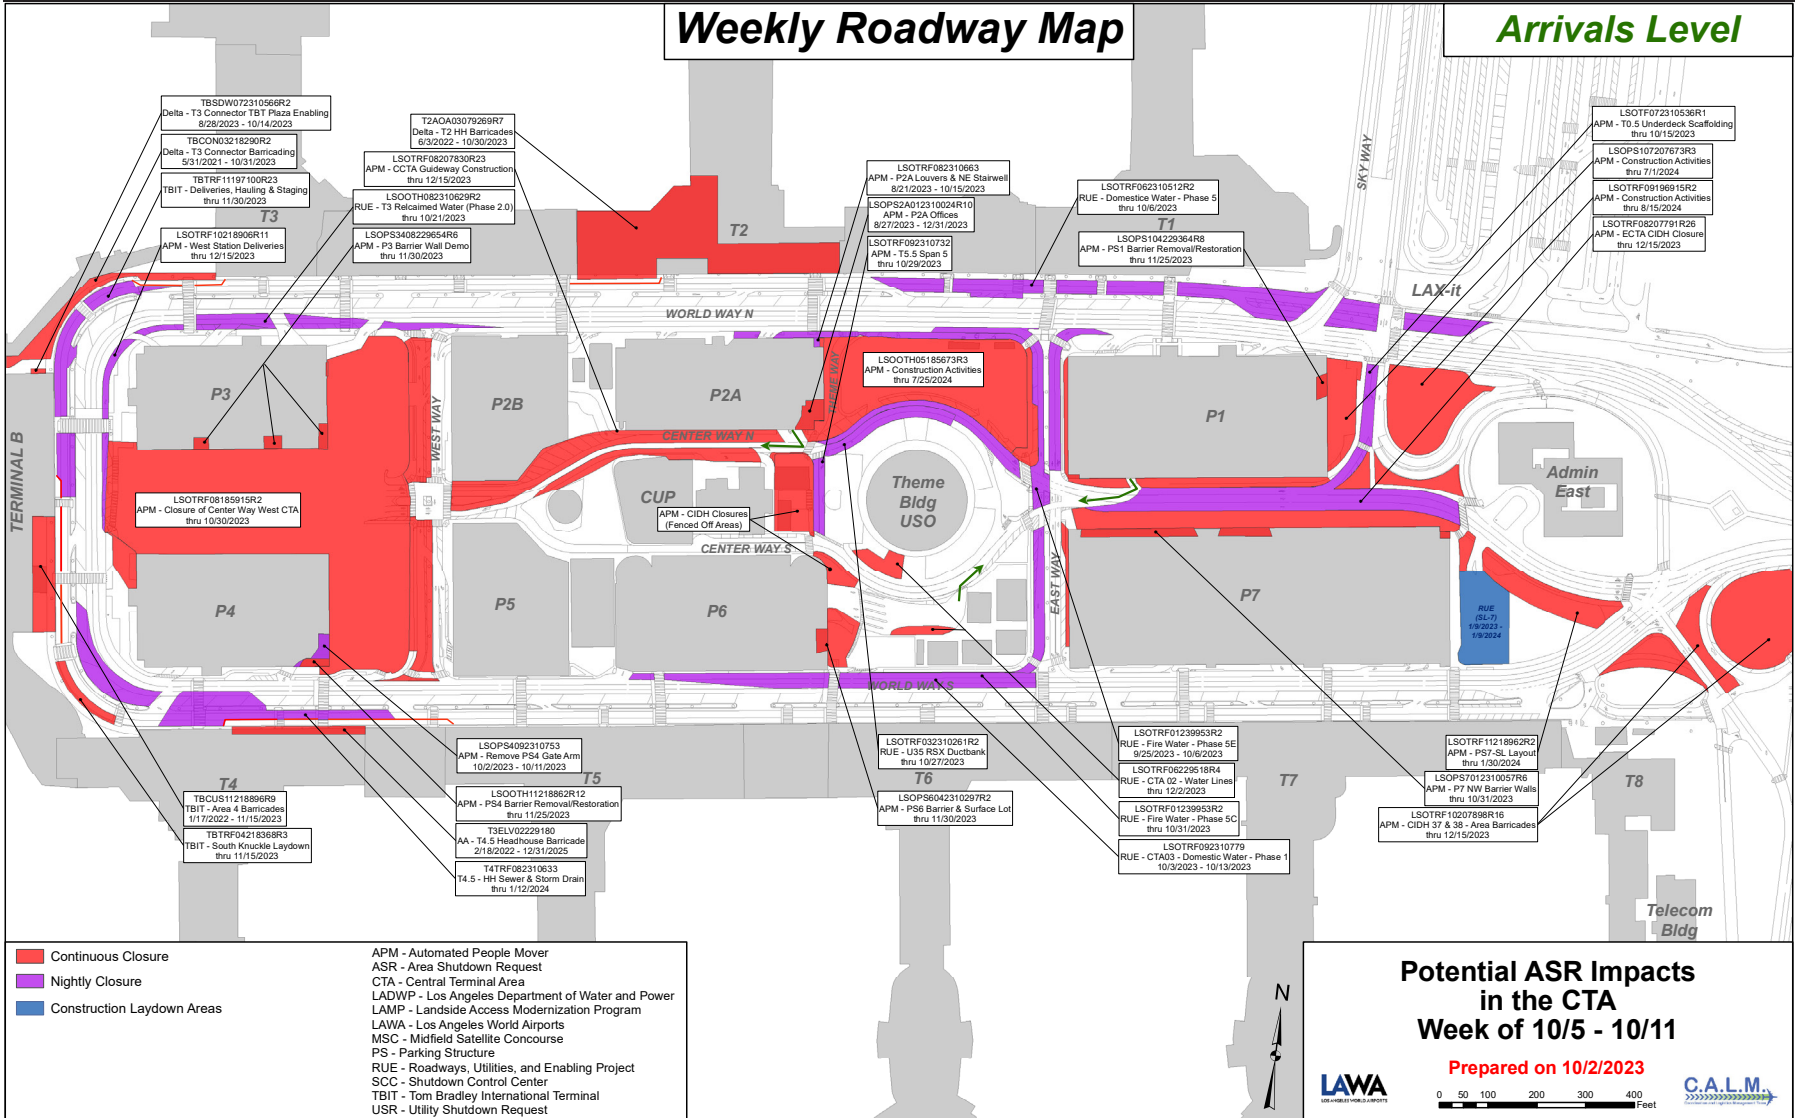 Weekly Roadway Map
Arrivals Level
TBSDW072310566R2
Delta - T3 Connector TBT Plaza Enabling
8/28/2023 - 10/14/2023
TBCON03218290R2
Delta - T3 Connector Barricading
5/31/2021 - 10/31/2023
TBTRF11197100R23
TBIT - Deliveries, Hauling & Staging
thru 11/30/2023
LSOTRF10218906R11
APM - West Station Deliveries
thru 12/15/2023
T2AOA03079269R7
Delta - T2 HH Barricades
6/3/2022 - 10/30/2023
LSOTRF08207830R23
APM - CCTA Guideway Construction
thru 12/15/2023
LSOOTH082310629R2
RUE - T3 Relcaimed Water (Phase 2.0)
thru 10/21/2023
LSOPS3408229654R6
APM - P3 Barrier Wall Demo
thru 11/30/2023
LSOTRF082310663
APM - P2A Louvers & NE Stairwell
8/21/2023 - 10/15/2023
LSOPS2A012310024R10
APM - P2A Offices
8/27/2023 - 12/31/2023
LSOTRF092310732
APM - T5.5 Span 5
thru 10/29/2023
LSOTRF062310512R2
RUE - Domestice Water - Phase 5
thru 10/6/2023
LSOPS104229364R8
APM - PS1 Barrier Removal/Restoration
thru 11/25/2023
LSOTF072310536R1
APM - T0.5 Underdeck Scaffolding
thru 10/15/2023
LSOPS107207673R3
APM - Construction Activities
thru 7/1/2024
LSOTRF09196915R2
APM - Construction Activities
thru 8/15/2024
LSOTRF08207791R26
APM - ECTA CIDH Closure
thru 12/15/2023
T3
T2
T1
SKY WAY
LAX-it
WORLD WAY N
LSOOTH05185673R3
APM - Construction Activities
thru 7/25/2024
P3
P2B
P2A
THEME WAY
P1
WEST WAY
CENTER WAY N
TERMINAL B
LSOTRF08185915R2
APM - Closure of Center Way West CTA
thru 10/30/2023
CUP
APM - CIDH Closures
(Fenced Off Areas)
Theme
Bldg
USO
Admin
East
CENTER WAY S
EAST WAY
P4
P5
P6
P7
RUE
(SL-7)
1/9/2023 -
1/9/2024
WORLD WAY S
T4
T5
T6
T7
T8
LSOPS4092310753
APM - Remove PS4 Gate Arm
10/2/2023 - 10/11/2023
LSOOTH11218862R12
APM - PS4 Barrier Removal/Restoration
thru 11/25/2023
T3ELV02229180
AA - T4.5 Headhouse Barricade
2/18/2022 - 12/31/2025
T4TRF082310633
T4.5 - HH Sewer & Storm Drain
thru 1/12/2024
TBCUS11218896R9
TBIT - Area 4 Barricades
1/17/2022 - 11/15/2023
TBTRF04218368R3
TBIT - South Knuckle Laydown
thru 11/15/2023
LSOTRF032310261R2
RUE - U35 RSX Ductbank
thru 10/27/2023
LSOPS6042310297R2
APM - PS6 Barrier & Surface Lot
thru 11/30/2023
LSOTRF01239953R2
RUE - Fire Water - Phase 5E
9/25/2023 - 10/6/2023
LSOTRF06229518R4
RUE - CTA 02 - Water Lines
thru 12/2/2023
LSOTRF01239953R2
RUE - Fire Water - Phase 5C
thru 10/31/2023
LSOTRF092310779
RUE - CTA03 - Domestic Water - Phase 1
10/3/2023 - 10/13/2023
LSOTRF11218962R2
APM - PS7-SL Layout
thru 1/30/2024
LSOPS7012310057R6
APM - P7 NW Barrier Walls
thru 10/31/2023
LSOTRF10207898R16
APM - CIDH 37 & 38 - Area Barricades
thru 12/15/2023
Telecom
Bldg
Continuous Closure
Nightly Closure
Construction Laydown Areas
APM - Automated People Mover
ASR - Area Shutdown Request
CTA - Central Terminal Area
LADWP - Los Angeles Department of Water and Power
LAMP - Landside Access Modernization Program
LAWA - Los Angeles World Airports
MSC - Midfield Satellite Concourse
PS - Parking Structure
RUE - Roadways, Utilities, and Enabling Project
SCC - Shutdown Control Center
TBIT - Tom Bradley International Terminal
USR - Utility Shutdown Request
N
Potential ASR Impacts
in the CTA
Week of 10/5 - 10/11
Prepared on 10/2/2023
LAWA
LOS ANGELES WORLD AIRPORTS
0 50 100 200 300 400
Feet
C.A.L.M.